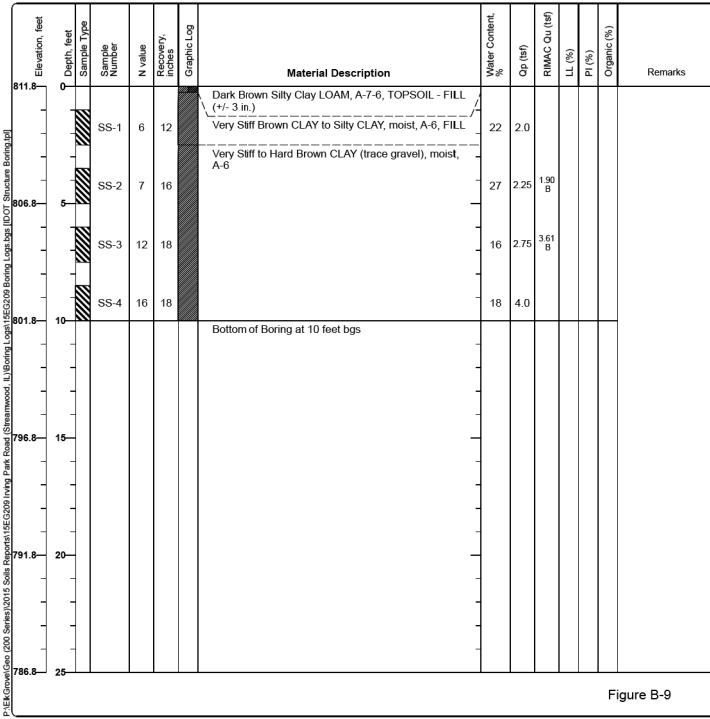 Elevation, feet
Depth, feet
Sample Type
Sample Number
N value
Recovery, inches
Graphic Log
Material Description
Water Content, %
Qp (tsf)
RIMAC Qu (tsf)
LL (%)
PI (%)
Organic (%)
Remarks
811.8 0
Dark Brown Silty Clay LOAM, A-7-6, TOPSOIL - FILL
(+/- 3 in.)
SS-1 6 12 Very Stiff Brown CLAY to Silty CLAY, moist, A-6, FILL 22 2.0
Very Stiff to Hard Brown CLAY (trace gravel), moist,
A-6
SS-2 7 16 27 2.25 1.90 B
806.8 5
SS-3 12 18 16 2.75 3.61 B
SS-4 16 18 18 4.0
801.8 10
Bottom of Boring at 10 feet bgs
796.8 15
791.8 20
786.8 25
Figure B-9
P:\ElkGrove\Geo (200 Series)\2015 Soils Reports\15EG209 Irving Park Road (Streamwood, IL)\Boring Logs\15EG209 Boring Logs.bgs [IDOT Structure Boring.tpl]